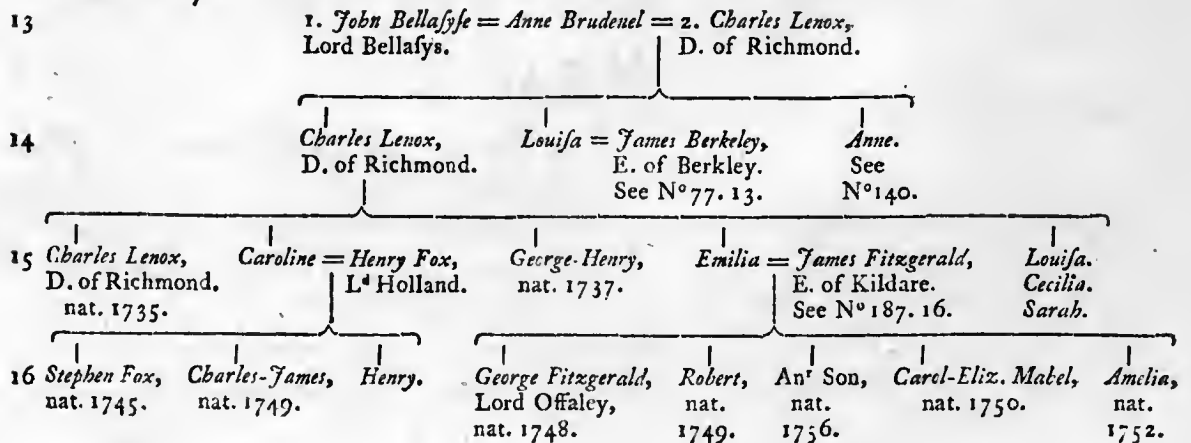 13 1. John Bellaſyſe = Anne Brudenel = 2. Charles Lenox,
Lord Bellaſys. D. of Richmond.
14 Charles Lenox, Louiſa = James Berkeley, Anne.
D. of Richmond. E. of Berkley. See
See N° 77. 13. N° 140.
15 Charles Lenox, Caroline = Henry Fox, George-Henry, Emilia = James Fitzgerald, Louiſa.
D. of Richmond. Lᵈ Holland. nat. 1737. E. of Kildare. Cecilia.
nat. 1735. See N° 187. 16. Sarah.
16 Stephen Fox, Charles-James, Henry. George Fitzgerald, Robert, Anʳ Son, Carol-Eliz. Mabel, Amelia,
nat. 1745. nat. 1749. Lord Offaley, nat. nat. nat. 1750. nat.
nat. 1748. 1749. 1756. 1752.